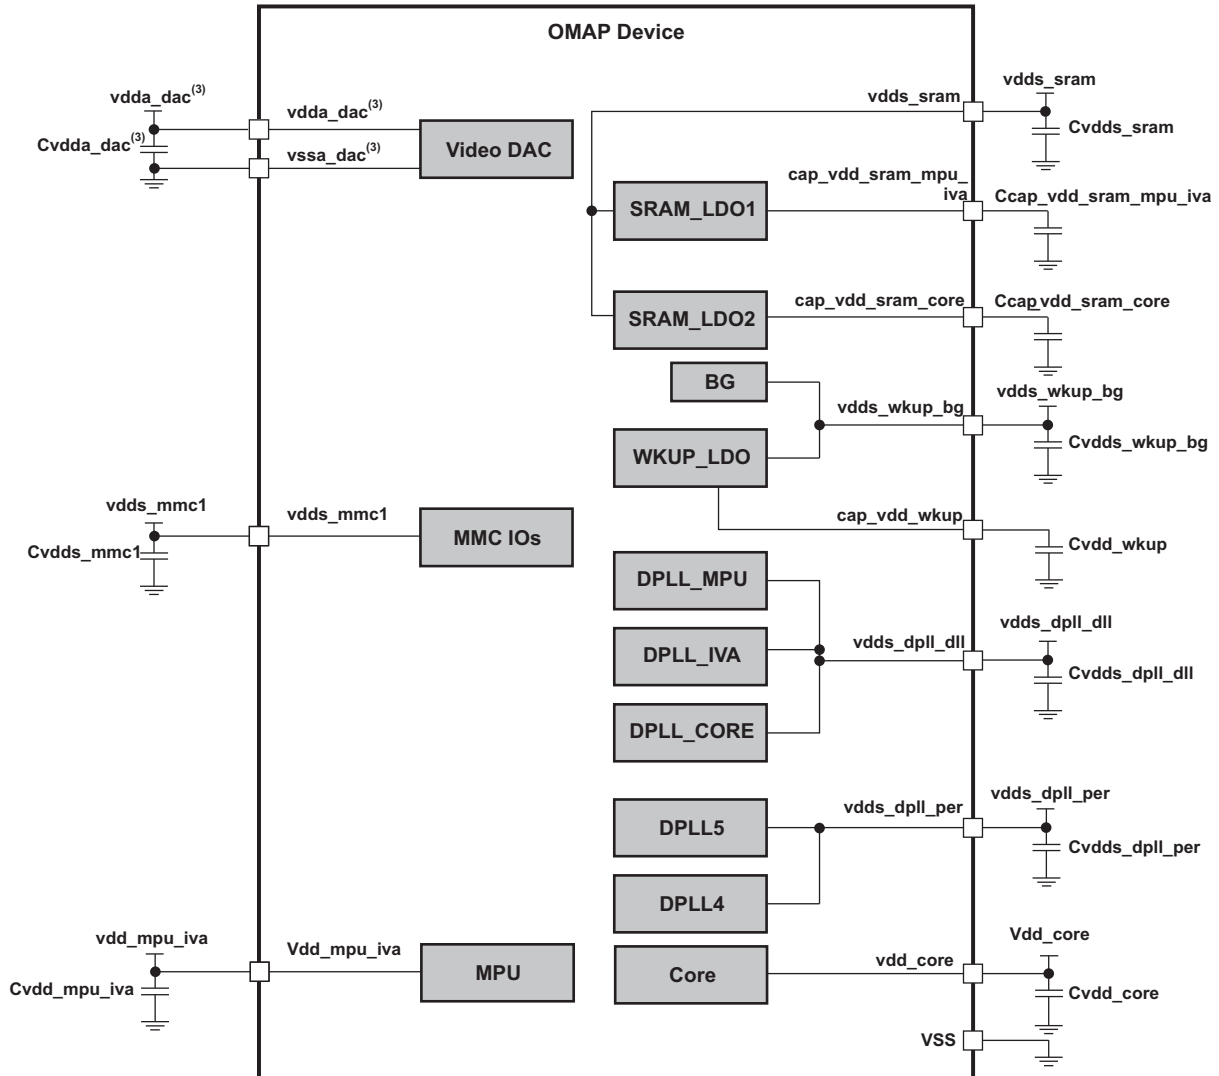 OMAP Device
vdda_dac(3)
vdda_dac(3)
Cvdda_dac(3)
vssa_dac(3)
Video DAC
vdds_sram
vdds_sram
Cvdds_sram
cap_vdd_sram_mpu_
iva
Ccap_vdd_sram_mpu_iva
SRAM_LDO1
cap_vdd_sram_core
Ccap_vdd_sram_core
SRAM_LDO2
BG
vdds_wkup_bg
vdds_wkup_bg
Cvdds_wkup_bg
WKUP_LDO
cap_vdd_wkup
Cvdd_wkup
vdds_mmc1
vdds_mmc1
Cvdds_mmc1
MMC IOs
DPLL_MPU
DPLL_IVA
vdds_dpll_dll
vdds_dpll_dll
Cvdds_dpll_dll
DPLL_CORE
vdds_dpll_per
vdds_dpll_per
Cvdds_dpll_per
DPLL5
DPLL4
vdd_mpu_iva
Vdd_mpu_iva
Cvdd_mpu_iva
MPU
Core
vdd_core
Vdd_core
Cvdd_core
VSS